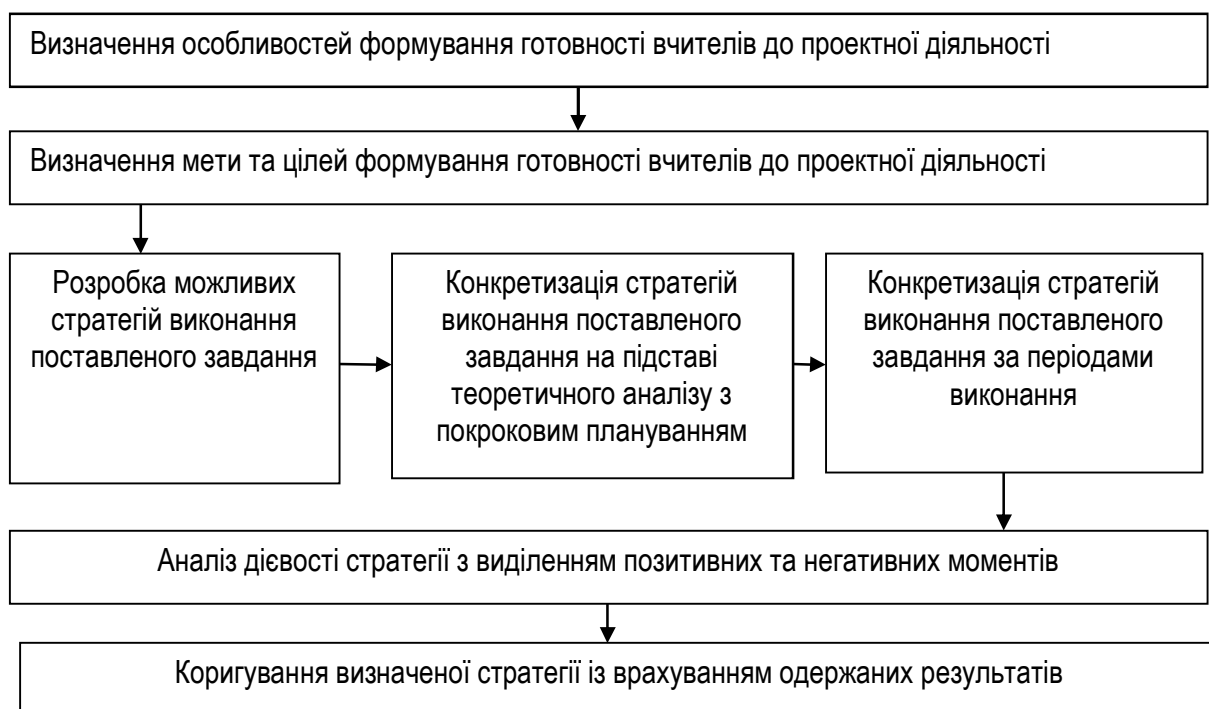 Визначення особливостей формування готовності вчителів до проектної діяльності
Визначення мети та цілей формування готовності вчителів до проектної діяльності
Розробка можливих
стратегій виконання
поставленого завдання
Конкретизація стратегій
виконання поставленого
завдання на підставі
теоретичного аналізу з
покроковим плануванням
Конкретизація стратегій
виконання поставленого
завдання за періодами
виконання
Аналіз дієвості стратегії з виділенням позитивних та негативних моментів
Коригування визначеної стратегії із врахуванням одержаних результатів